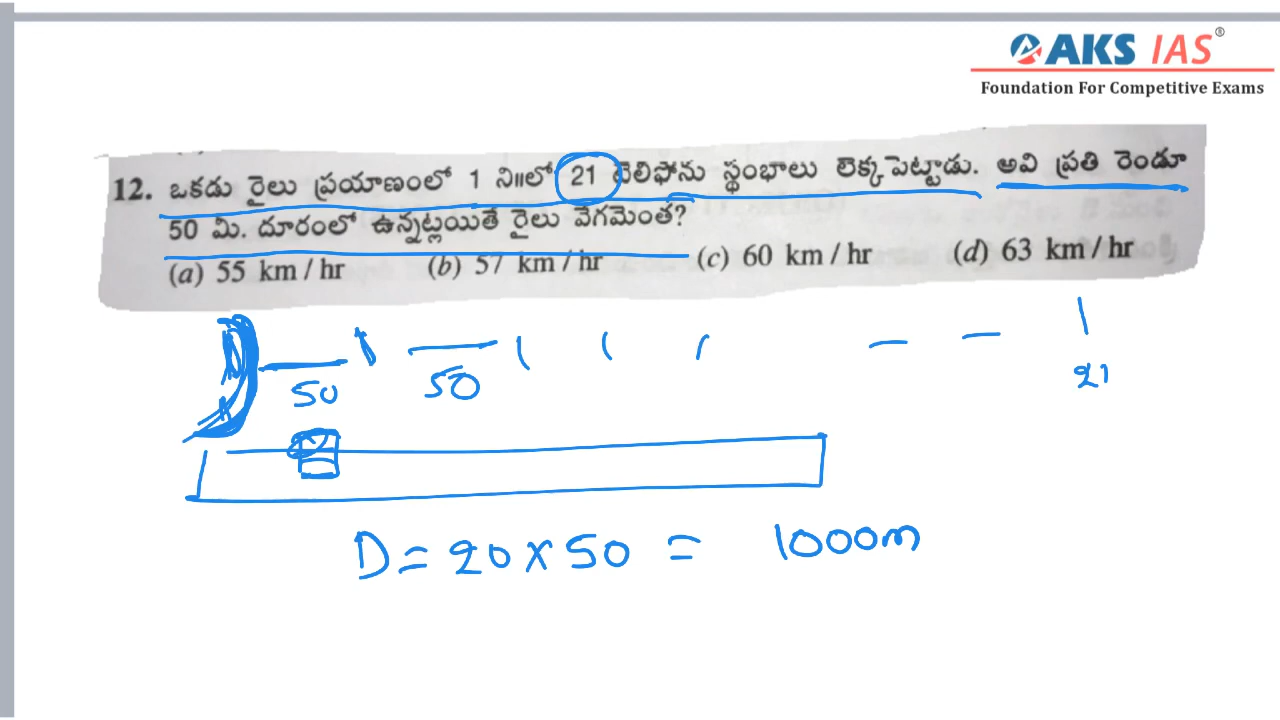 AKS IAS®
Foundation For Competitive Exams
12. ఒకడు రైలు ప్రయాణంలో 1 ని॥లో 21 టెలిఫోను స్థంభాలు లెక్కపెట్టాడు. అవి ప్రతి రెండూ
50 మీ. దూరంలో ఉన్నట్లయితే రైలు వేగమెంత?
(a) 55 km / hr (b) 57 km / hr (c) 60 km / hr (d) 63 km / hr
50 50 21
D = 20 × 50 = 1000m